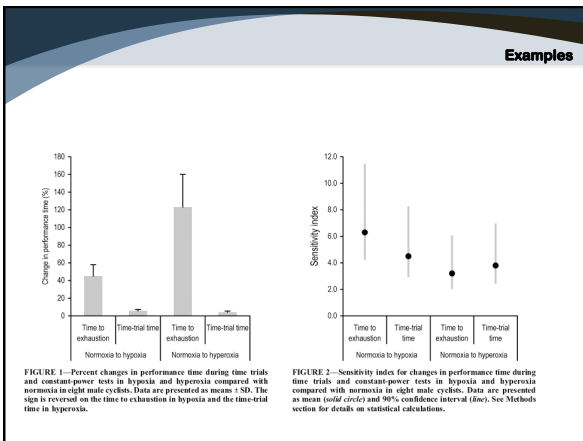 Examples
180
160
140
120
100
80
60
40
20
0
Change in performance time (%)
Time to exhaustion
Time-trial time
Time to exhaustion
Time-trial time
Normoxia to hypoxia
Normoxia to hyperoxia
FIGURE 1—Percent changes in performance time during time trials
and constant-power tests in hypoxia and hyperoxia compared with
normoxia in eight male cyclists. Data are presented as means ± SD. The
sign is reversed on the time to exhaustion in hypoxia and the time-trial
time in hyperoxia.
12.0
10.0
8.0
6.0
4.0
2.0
0.0
Sensitivity index
Time to exhaustion
Time-trial time
Time to exhaustion
Time-trial time
Normoxia to hypoxia
Normoxia to hyperoxia
FIGURE 2—Sensitivity index for changes in performance time during
time trials and constant-power tests in hypoxia and hyperoxia
compared with normoxia in eight male cyclists. Data are presented
as mean (solid circle) and 90% confidence interval (line). See Methods
section for details on statistical calculations.